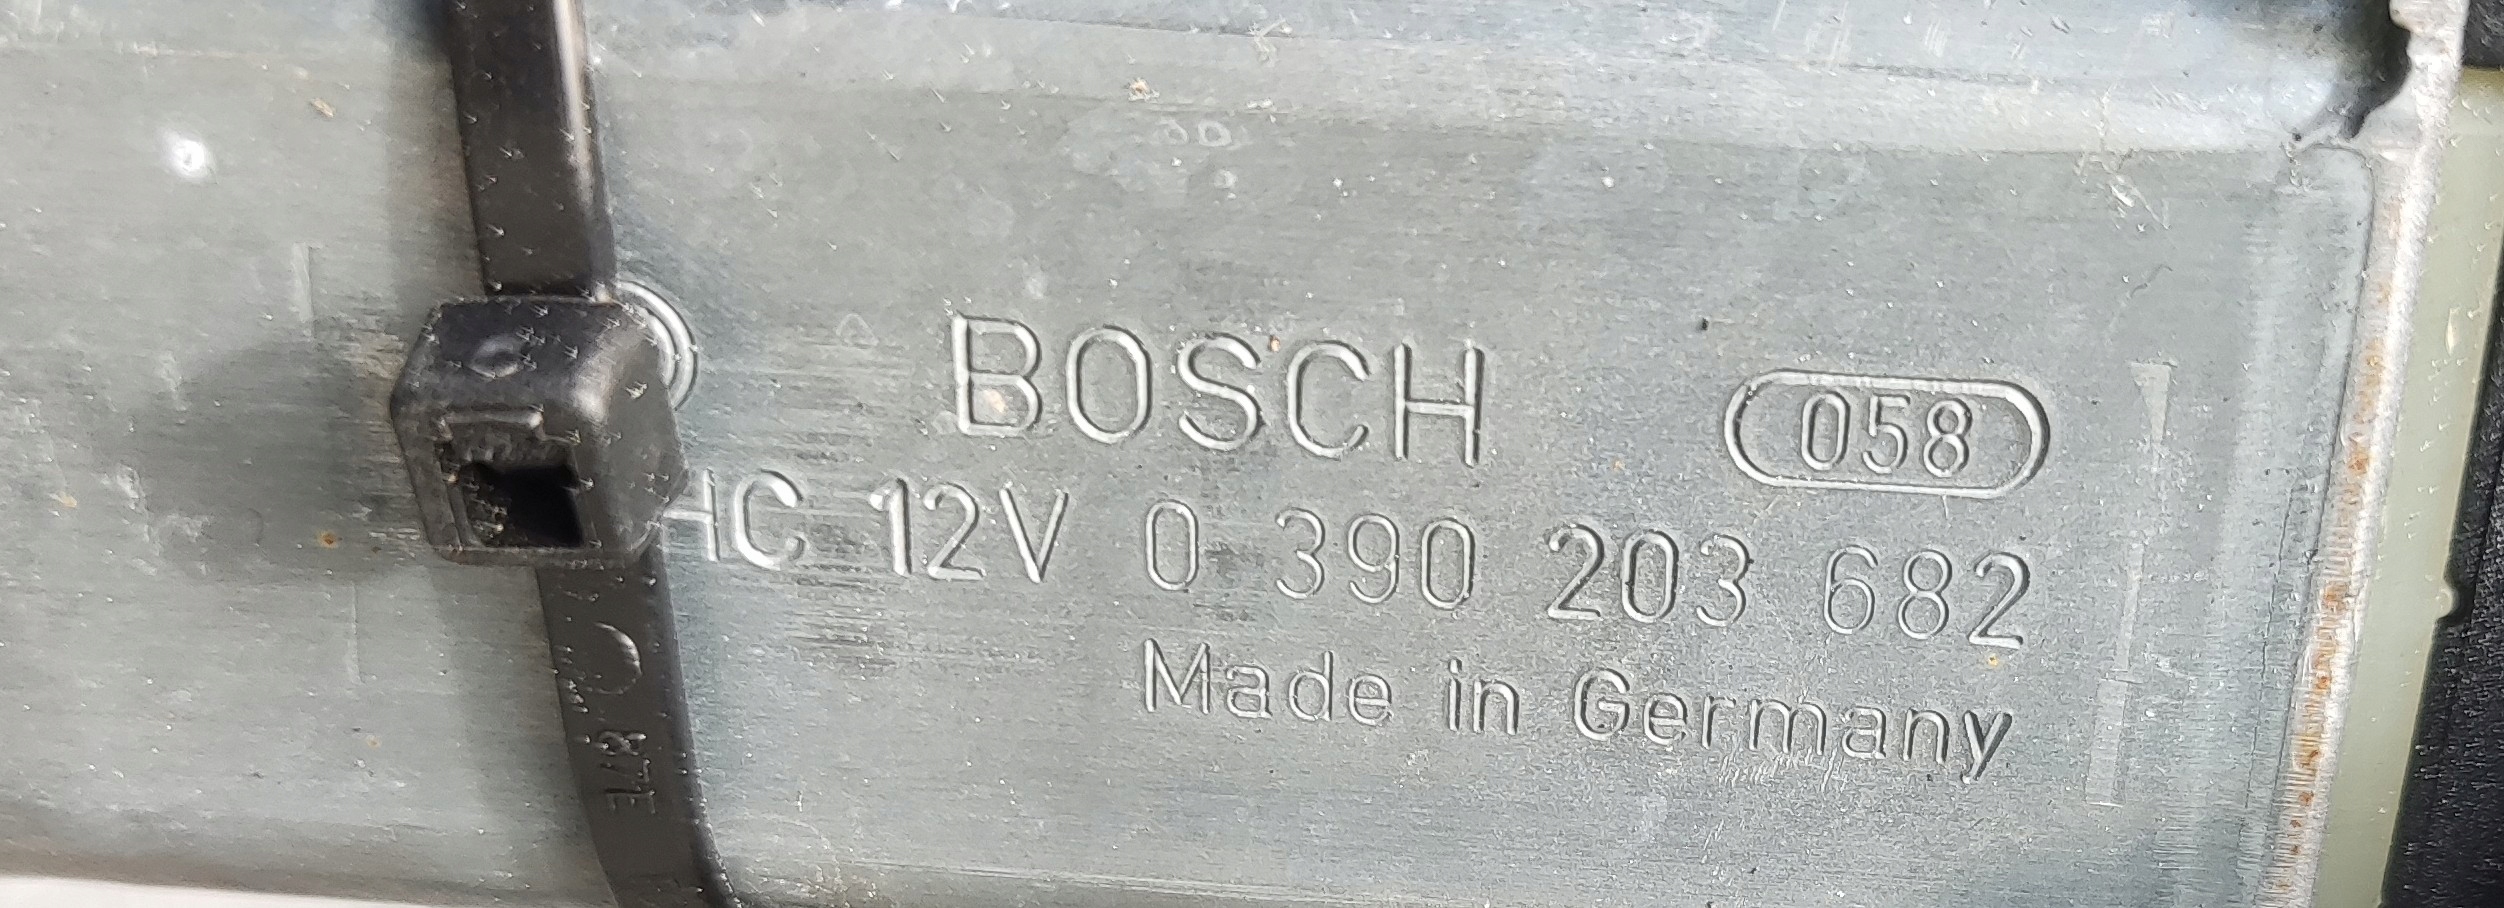 BOSCH
058
HC 12V 0 390 203 682
Made in Germany